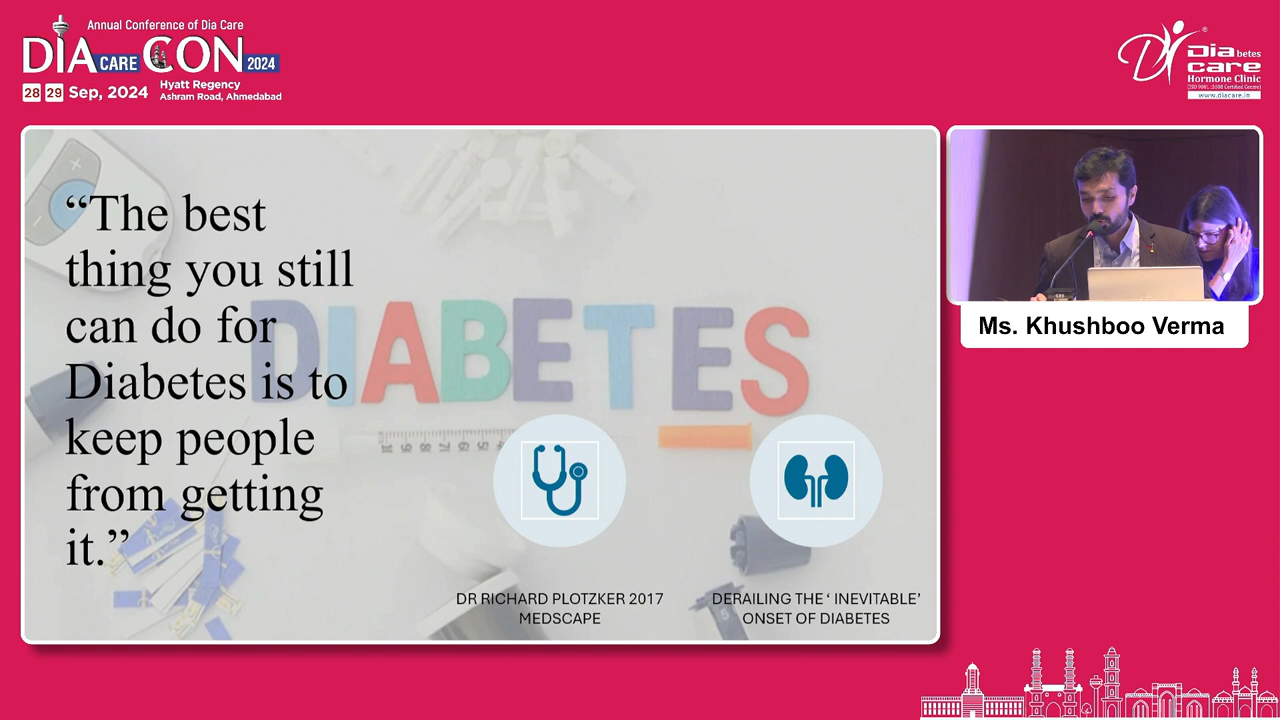 Annual Conference of Dia Care
DIA CARE CON 2024
28 29 Sep, 2024
Hyatt Regency
Ashram Road, Ahmedabad
Diabetes
care
Hormone Clinic
(ISO 9001:2008 Certified Centre)
www.diacare.in
“The best
thing you still
can do for
Diabetes is to
keep people
from getting
it.”
DIABETES
DR RICHARD PLOTZKER 2017
MEDSCAPE
DERAILING THE ‘ INEVITABLE’
ONSET OF DIABETES
Ms. Khushboo Verma